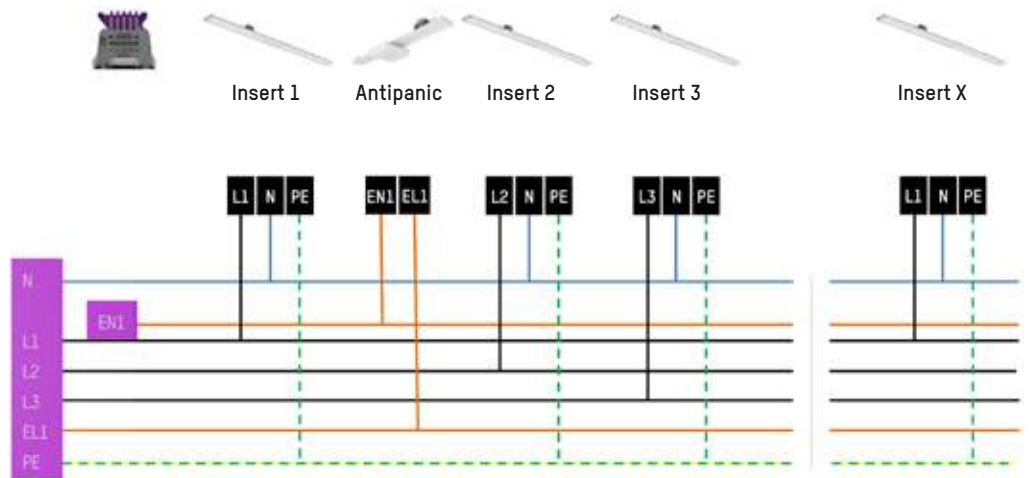 Insert 1 Antipanic Insert 2 Insert 3 Insert X
L1 N PE EN1 EL1 L2 N PE L3 N PE L1 N PE
N
EN1
L1
L2
L3
EL1
PE